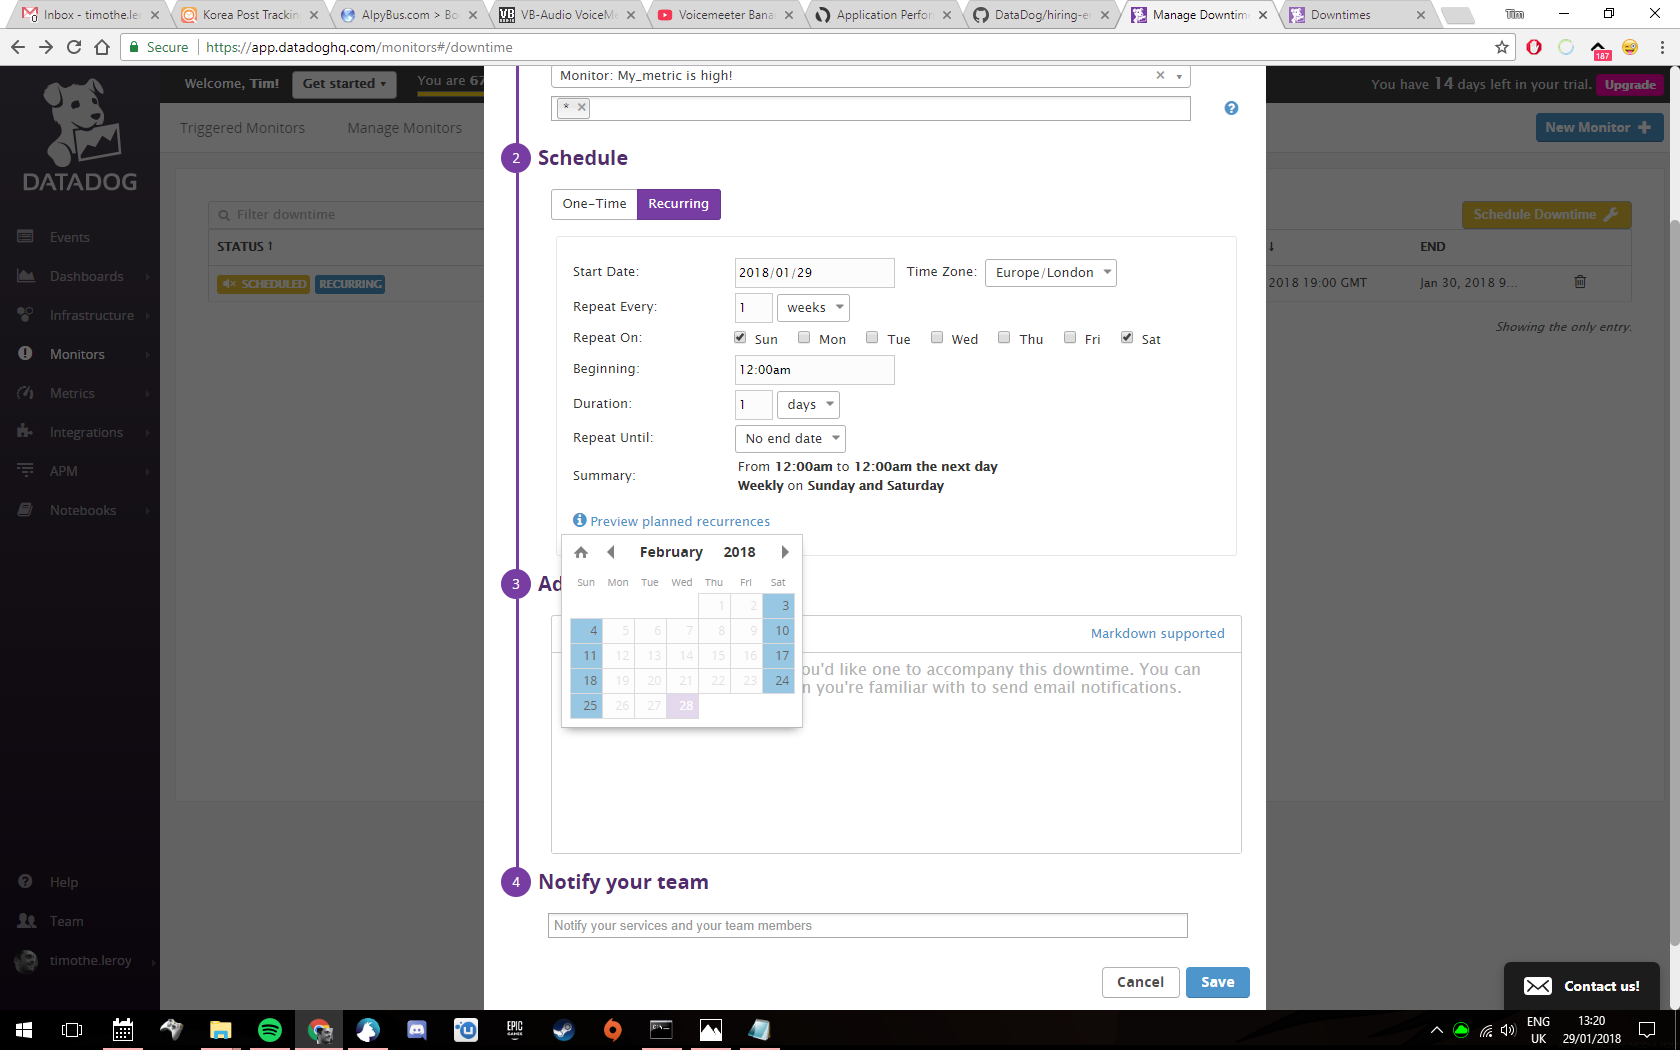 Inbox - timothe.le
Korea Post Trackin
AlpyBus.com > Bo
VB-Audio VoiceMe
Voicemeeter Bana
Application Perfor
DataDog/hiring-e
Manage Downtim
Downtimes
Tim
Secure
https://app.datadoghq.com/monitors#/downtime
187
Welcome, Tim!
Get started
You are 67
Monitor: My_metric is high!
You have 14 days left in your trial.
Upgrade
*
Triggered Monitors
Manage Monitors
New Monitor
DATADOG
2
Schedule
One-Time
Recurring
Filter downtime
Schedule Downtime
STATUS
END
SCHEDULED
RECURRING
2018 19:00 GMT
Jan 30, 2018 9...
Showing the only entry.
Events
Dashboards
Infrastructure
Monitors
Metrics
Integrations
APM
Notebooks
Start Date:
2018/01/29
Time Zone:
Europe/London
Repeat Every:
1
weeks
Repeat On:
Sun
Mon
Tue
Wed
Thu
Fri
Sat
Beginning:
12:00am
Duration:
1
days
Repeat Until:
No end date
Summary:
From 12:00am to 12:00am the next day
Weekly on Sunday and Saturday
Preview planned recurrences
February 2018
Sun Mon Tue Wed Thu Fri Sat
1 2 3
4 5 6 7 8 9 10
11 12 13 14 15 16 17
18 19 20 21 22 23 24
25 26 27 28
3
Ad
Markdown supported
ou'd like one to accompany this downtime. You can
n you're familiar with to send email notifications.
4
Notify your team
Notify your services and your team members
Cancel
Save
Help
Team
timothe.leroy
Contact us!
EPIC
GAMES
ENG
UK
13:20
29/01/2018